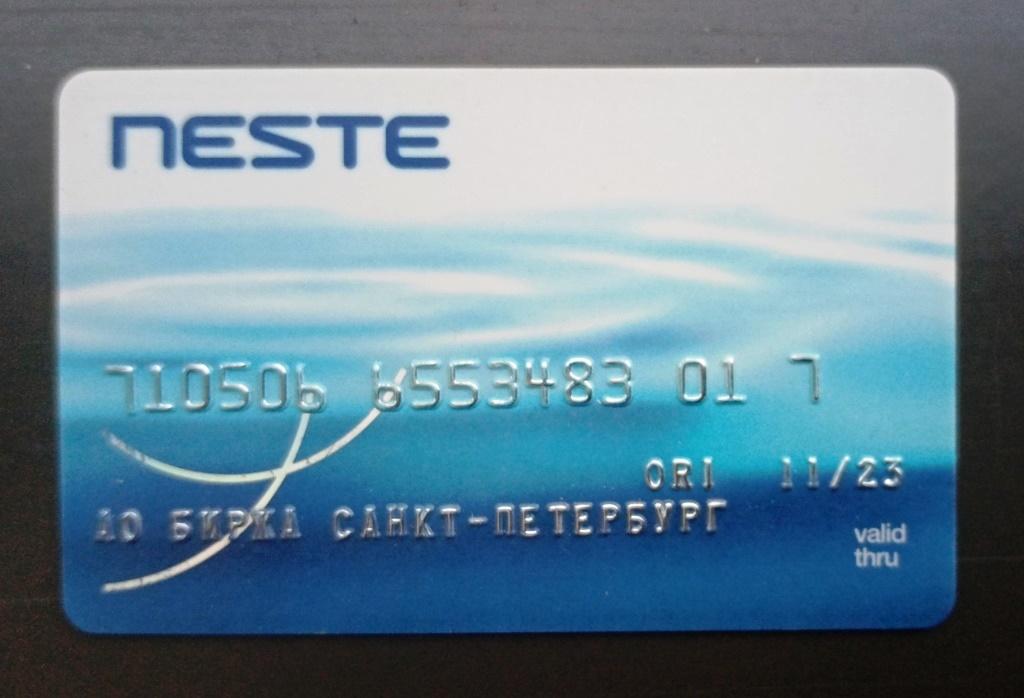 NESTE
710506 6553483 01 7
ORI 11/23
АО БИРЖА САНКТ-ПЕТЕРБУРГ
valid
thru